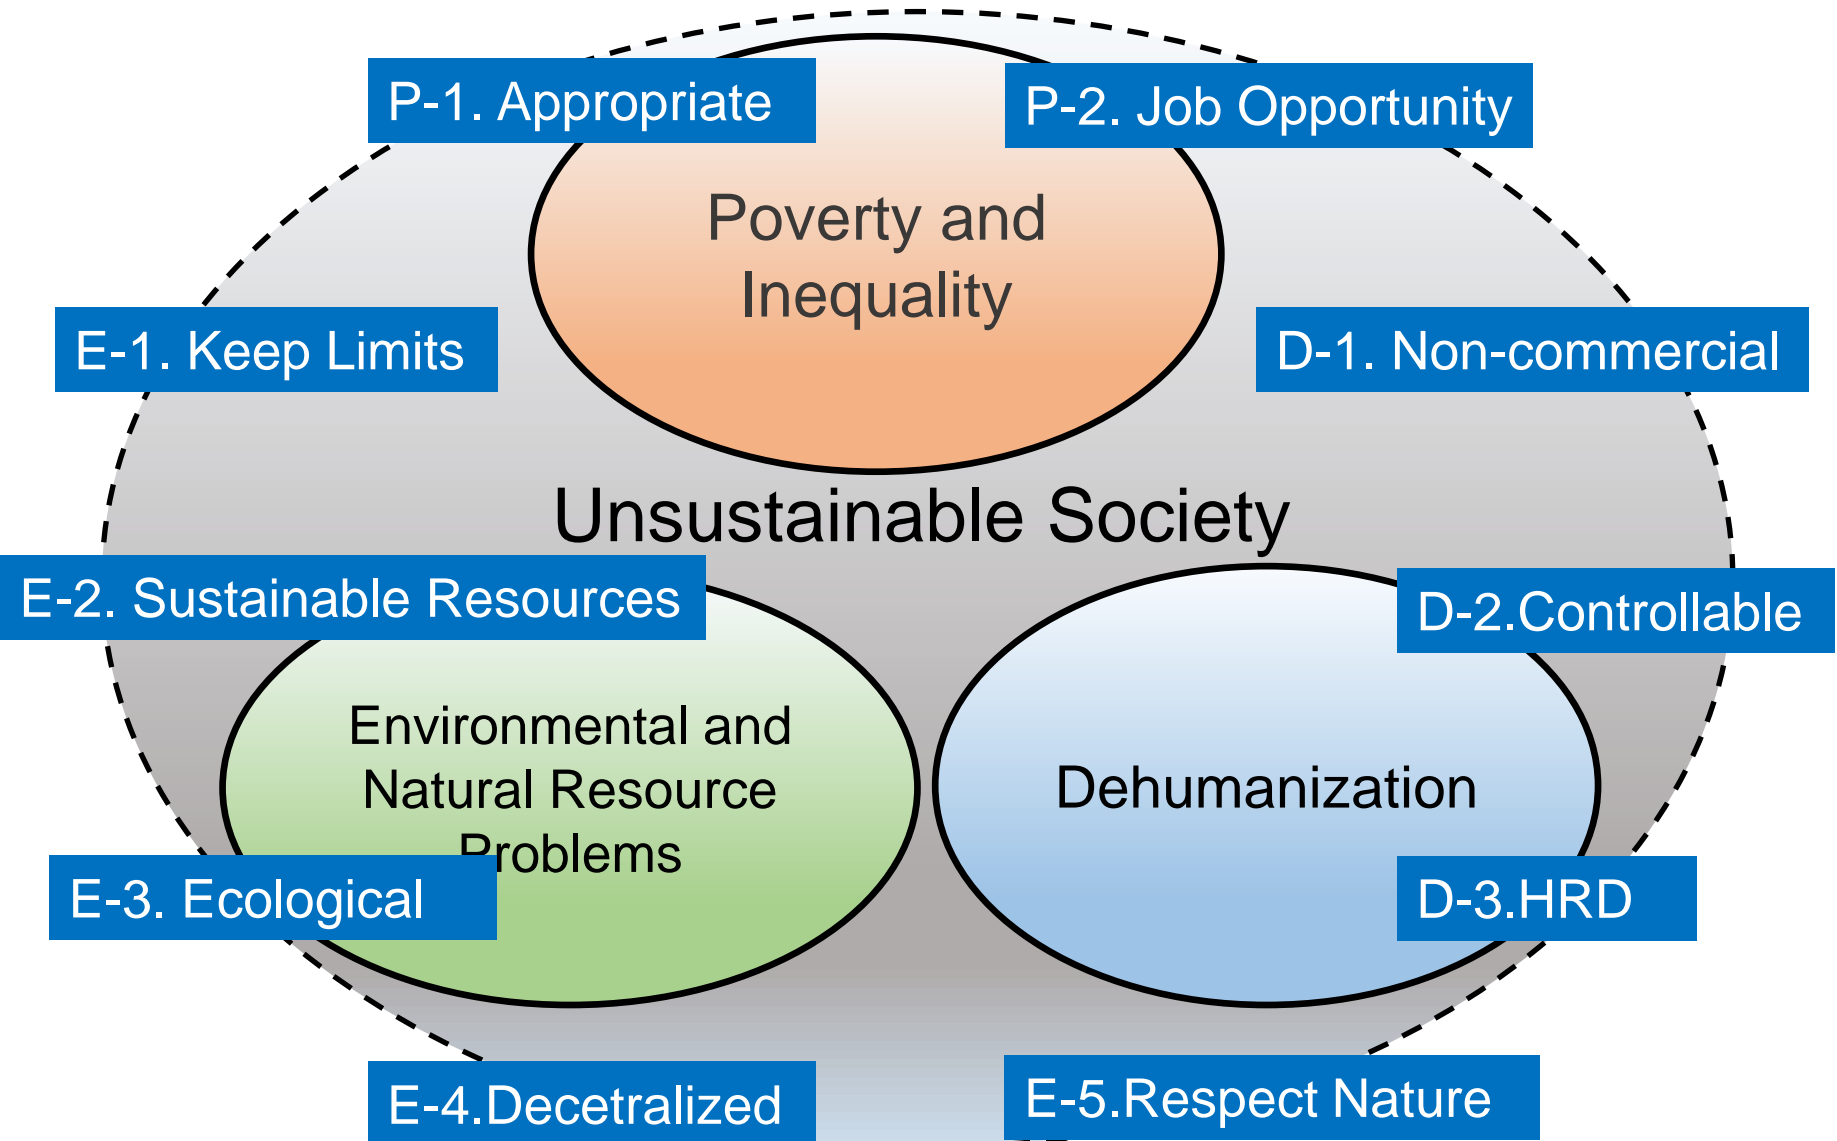 P-1. Appropriate
P-2. Job Opportunity
Poverty and
Inequality
E-1. Keep Limits
D-1. Non-commercial
Unsustainable Society
E-2. Sustainable Resources
D-2.Controllable
Environmental and
Natural Resource
Problems
Dehumanization
E-3. Ecological
D-3.HRD
E-4.Decetralized
E-5.Respect Nature